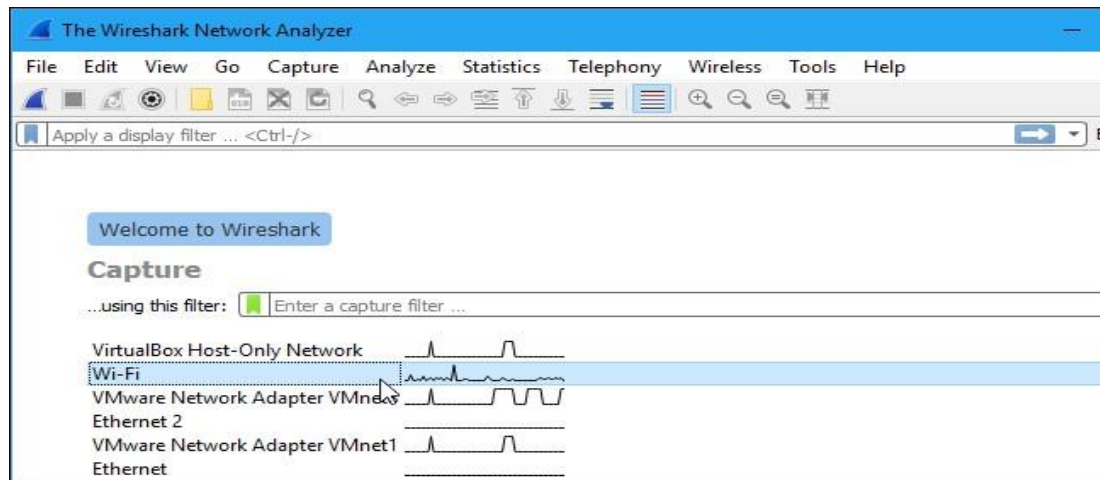 The Wireshark Network Analyzer
File Edit View Go Capture Analyze Statistics Telephony Wireless Tools Help
Apply a display filter ... <Ctrl-/>
Welcome to Wireshark
Capture
...using this filter: Enter a capture filter ...
VirtualBox Host-Only Network
Wi-Fi
VMware Network Adapter
Ethernet 2
VMware Network Adapter VMnet1
Ethernet